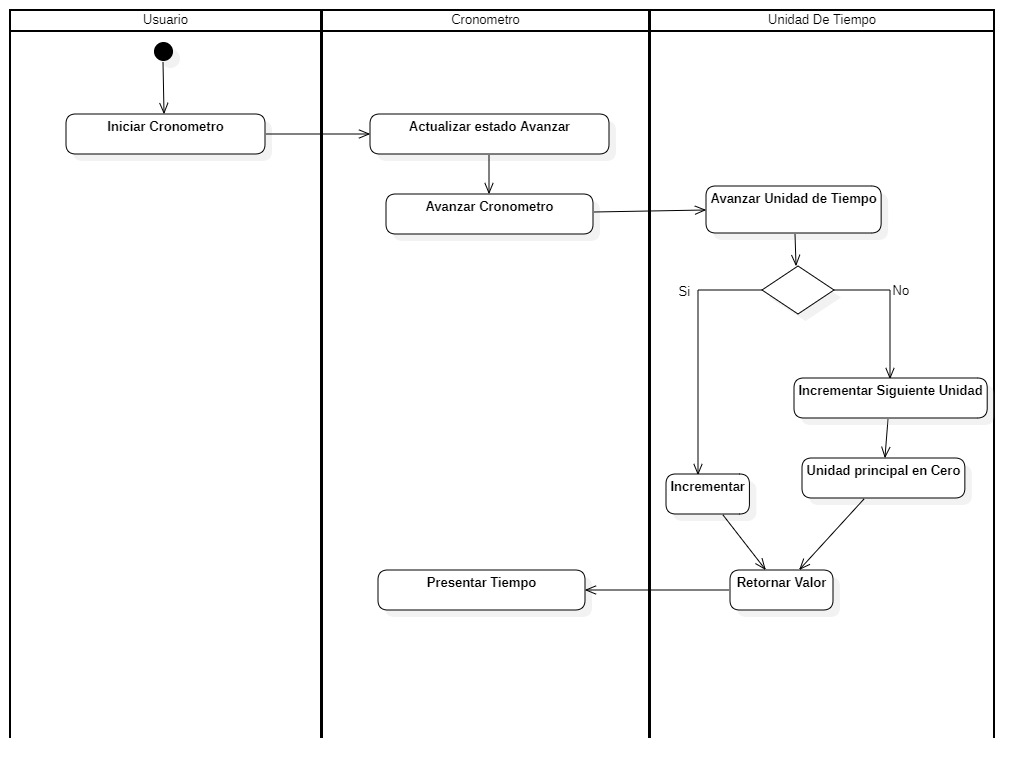 Usuario
Cronometro
Unidad De Tiempo
Iniciar Cronometro
Actualizar estado Avanzar
Avanzar Cronometro
Avanzar Unidad de Tiempo
Si
No
Incrementar Siguiente Unidad
Unidad principal en Cero
Incrementar
Presentar Tiempo
Retornar Valor